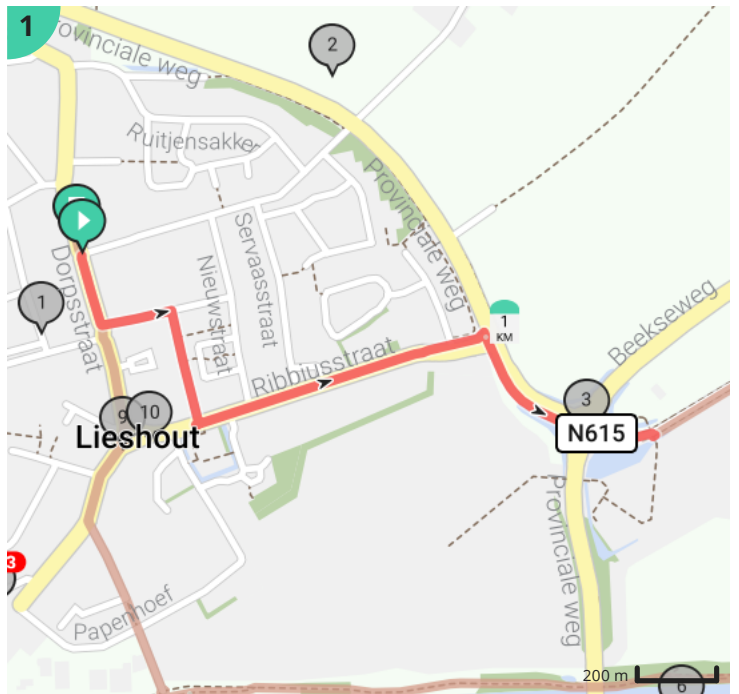 1
Provinciale weg
2
Ruitjensakker
Provinciale weg
Servaasstraat
Nieuwstraat
Dorpsstraat
1
1
KM
Beekseweg
Ribbiusstraat
3
9
10
Lieshout
N615
Provinciale weg
3
Papenhoef
200 m
6